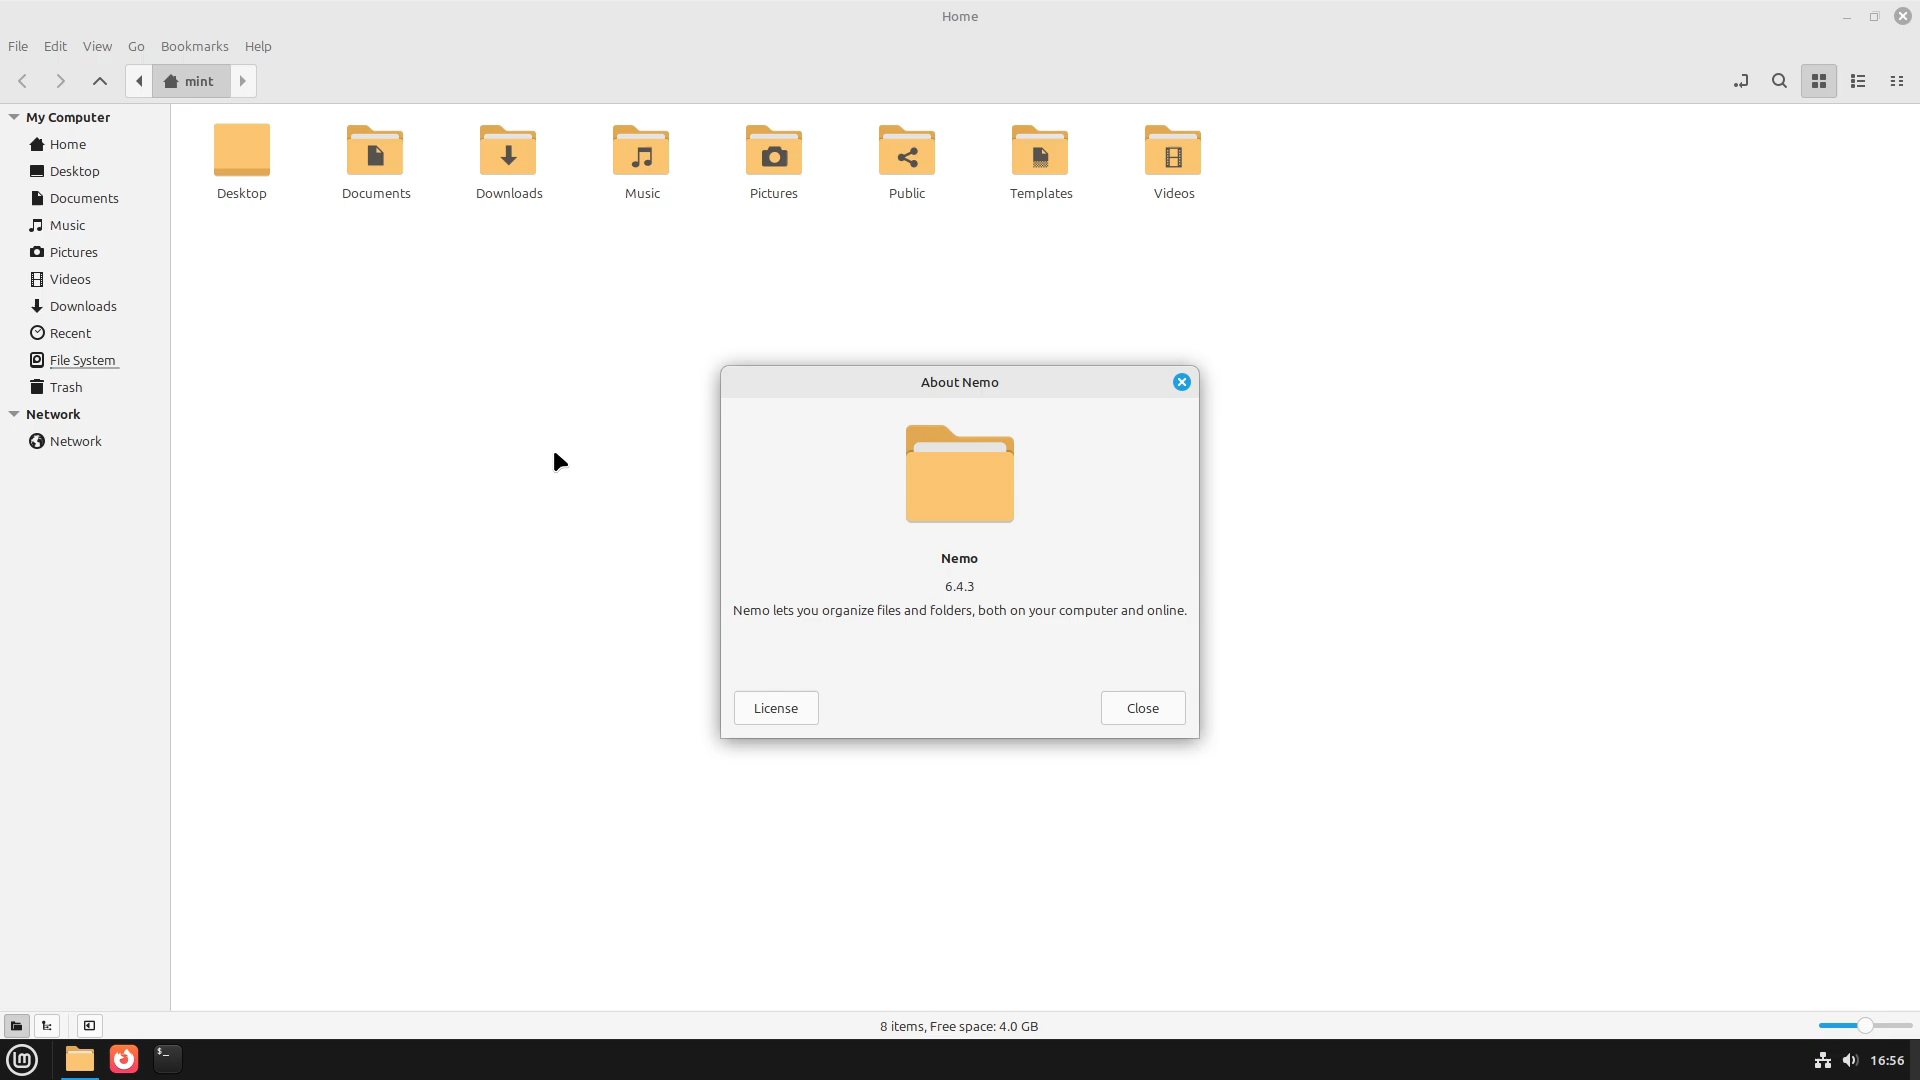 Home
File Edit View Go Bookmarks Help
mint
My Computer
Home
Desktop
Documents
Music
Pictures
Videos
Downloads
Recent
File System
Trash
Network
Network
Desktop
Documents
Downloads
Music
Pictures
Public
Templates
Videos
About Nemo
Nemo
6.4.3
Nemo lets you organize files and folders, both on your computer and online.
License
Close
8 items, Free space: 4.0 GB
16:56